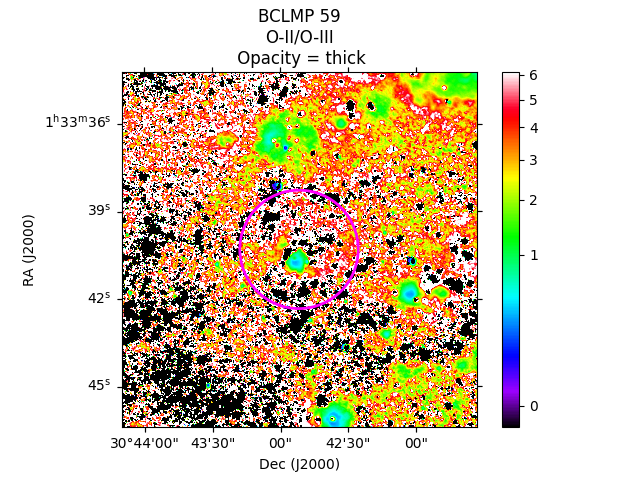 BCLMP 59
O-II/O-III
Opacity = thick
1ʰ33ᵐ36ˢ
39ˢ
42ˢ
45ˢ
RA (J2000)
30°44'00" 43'30" 00" 42'30" 00"
Dec (J2000)
6
5
4
3
2
1
0